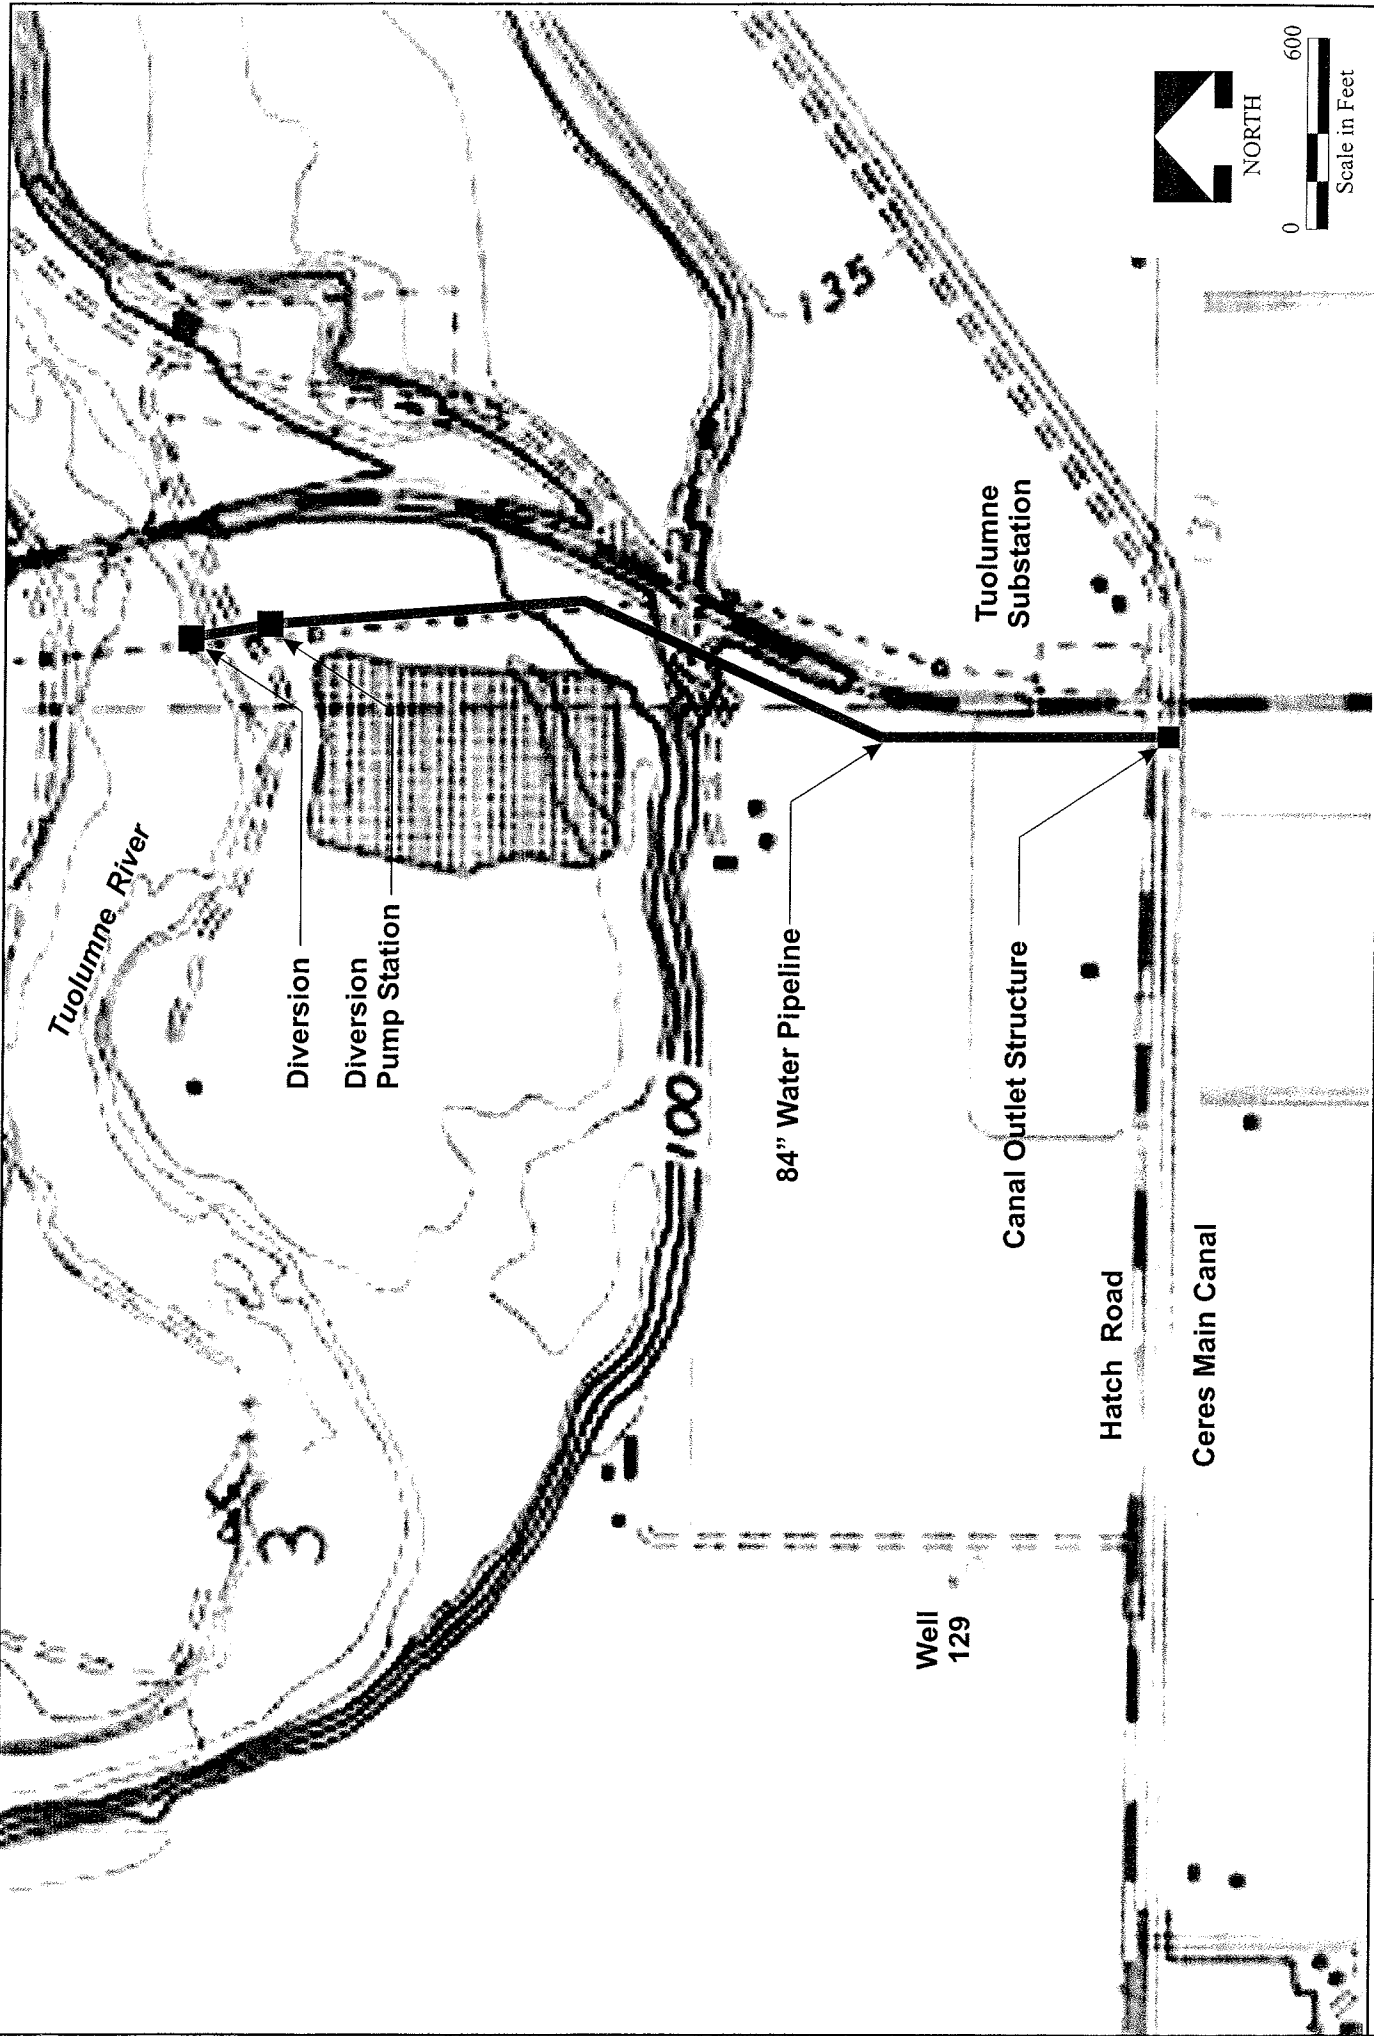 Tuolumne River
Diversion
Diversion
Pump Station
100
84” Water Pipeline
Canal Outlet Structure
Tuolumne
Substation
135
3
Well
129
Hatch Road
Ceres Main Canal
NORTH
0
600
Scale in Feet